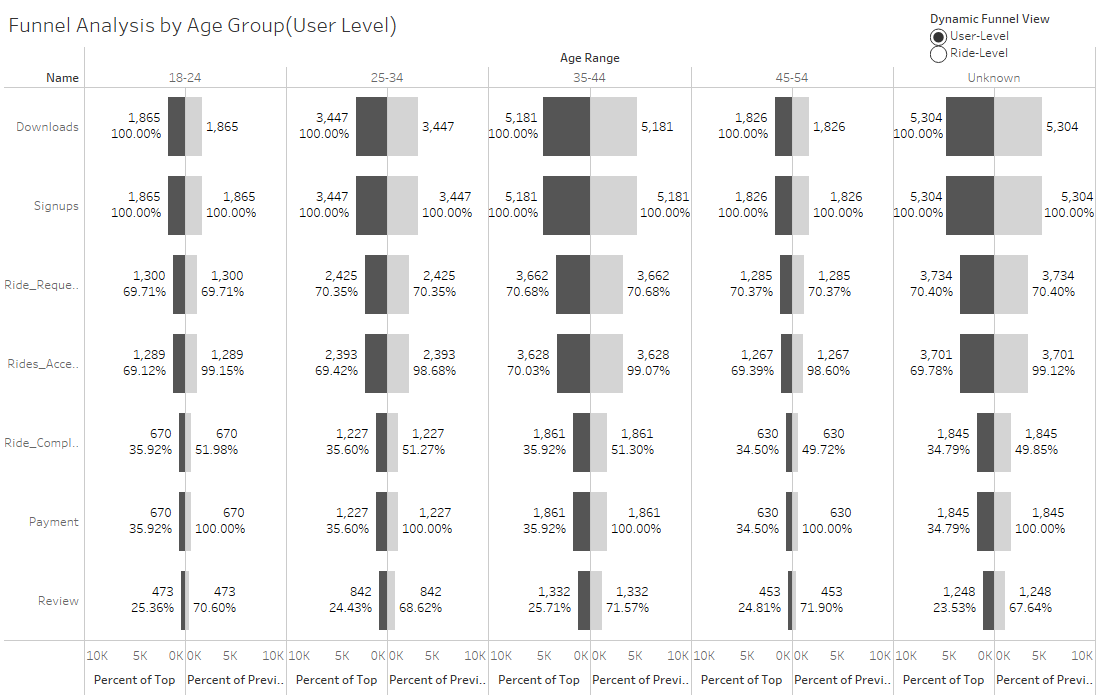 Funnel Analysis by Age Group(User Level)
Dynamic Funnel View
User-Level
Ride-Level
Age Range
Name 18-24 25-34 35-44 45-54 Unknown
Downloads 1,865 1,865 3,447 3,447 5,181 5,181 1,826 1,826 5,304 5,304
100.00% 100.00% 100.00% 100.00% 100.00%
Signups 1,865 1,865 3,447 3,447 5,181 5,181 1,826 1,826 5,304 5,304
100.00% 100.00% 100.00% 100.00% 100.00% 100.00% 100.00% 100.00% 100.00% 100.00%
Ride_Reque.. 1,300 1,300 2,425 2,425 3,662 3,662 1,285 1,285 3,734 3,734
69.71% 69.71% 70.35% 70.35% 70.68% 70.68% 70.37% 70.37% 70.40% 70.40%
Rides_Acce.. 1,289 1,289 2,393 2,393 3,628 3,628 1,267 1,267 3,701 3,701
69.12% 99.15% 69.42% 98.68% 70.03% 99.07% 69.39% 98.60% 69.78% 99.12%
Ride_Compl.. 670 670 1,227 1,227 1,861 1,861 630 630 1,845 1,845
35.92% 51.98% 35.60% 51.27% 35.92% 51.30% 34.50% 49.72% 34.79% 49.85%
Payment 670 670 1,227 1,227 1,861 1,861 630 630 1,845 1,845
35.92% 100.00% 35.60% 100.00% 35.92% 100.00% 34.50% 100.00% 34.79% 100.00%
Review 473 473 842 842 1,332 1,332 453 453 1,248 1,248
25.36% 70.60% 24.43% 68.62% 25.71% 71.57% 24.81% 71.90% 23.53% 67.64%
10K 5K 0K 0K 5K 10K 10K 5K 0K 0K 5K 10K 10K 5K 0K 0K 5K 10K 10K 5K 0K 0K 5K 10K 10K 5K 0K 0K 5K 10K
Percent of Top Percent of Previ.. Percent of Top Percent of Previ.. Percent of Top Percent of Previ.. Percent of Top Percent of Previ.. Percent of Top Percent of Previ..